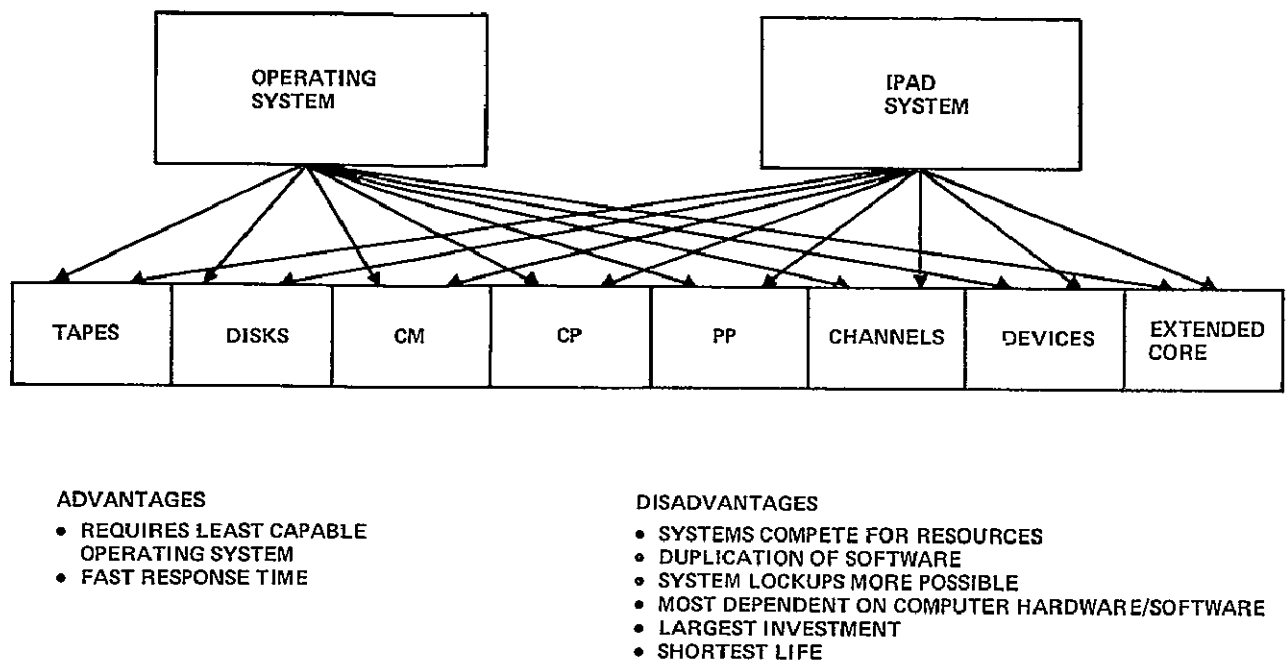 OPERATING
SYSTEM
IPAD
SYSTEM
TAPES
DISKS
CM
CP
PP
CHANNELS
DEVICES
EXTENDED
CORE
ADVANTAGES
• REQUIRES LEAST CAPABLE
OPERATING SYSTEM
• FAST RESPONSE TIME
DISADVANTAGES
• SYSTEMS COMPETE FOR RESOURCES
• DUPLICATION OF SOFTWARE
• SYSTEM LOCKUPS MORE POSSIBLE
• MOST DEPENDENT ON COMPUTER HARDWARE/SOFTWARE
• LARGEST INVESTMENT
• SHORTEST LIFE